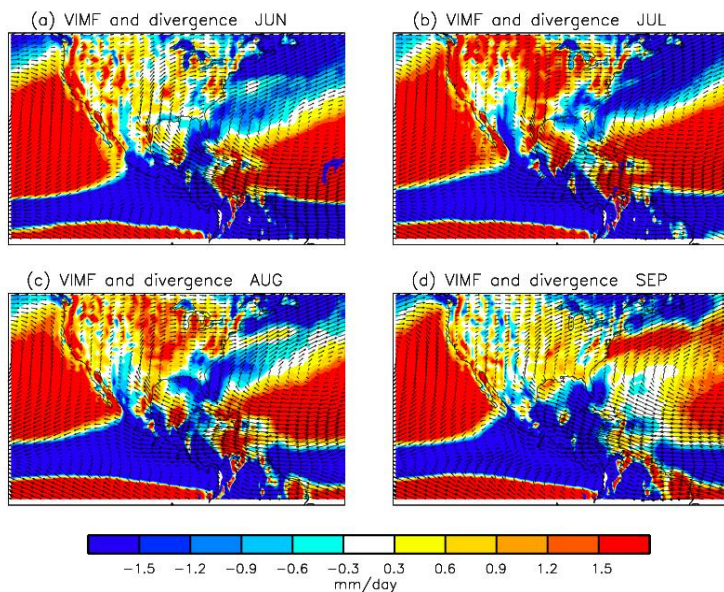 (a) VIMF and divergence JUN
(b) VIMF and divergence JUL
(c) VIMF and divergence AUG
(d) VIMF and divergence SEP
−1.5 −1.2 −0.9 −0.6 −0.3 0.3 0.6 0.9 1.2 1.5
mm/day